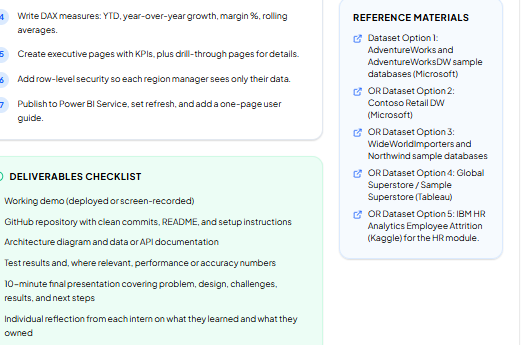 4 Write DAX measures: YTD, year-over-year growth, margin %, rolling
averages.
5 Create executive pages with KPIs, plus drill-through pages for details.
6 Add row-level security so each region manager sees only their data.
7 Publish to Power BI Service, set refresh, and add a one-page user
guide.
DELIVERABLES CHECKLIST
Working demo (deployed or screen-recorded)
GitHub repository with clean commits, README, and setup instructions
Architecture diagram and data or API documentation
Test results and, where relevant, performance or accuracy numbers
10-minute final presentation covering problem, design, challenges,
results, and next steps
Individual reflection from each intern on what they learned and what they
owned
REFERENCE MATERIALS
Dataset Option 1:
AdventureWorks and
AdventureWorksDW sample
databases (Microsoft)
OR Dataset Option 2:
Contoso Retail DW
(Microsoft)
OR Dataset Option 3:
WideWorldImporters and
Northwind sample databases
OR Dataset Option 4: Global
Superstore / Sample
Superstore (Tableau)
OR Dataset Option 5: IBM HR
Analytics Employee Attrition
(Kaggle) for the HR module.